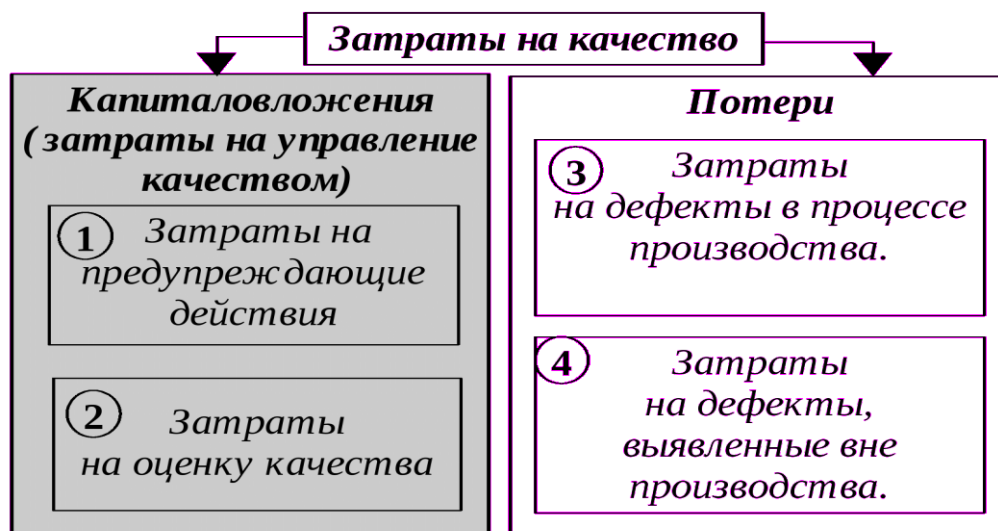 Затраты на качество
Капиталовложения
( затраты на управление
качеством)
1 Затраты на
предупреждающие
действия
2 Затраты
на оценку качества
Потери
3 Затраты
на дефекты в процессе
производства.
4 Затраты
на дефекты,
выявленные вне
производства.